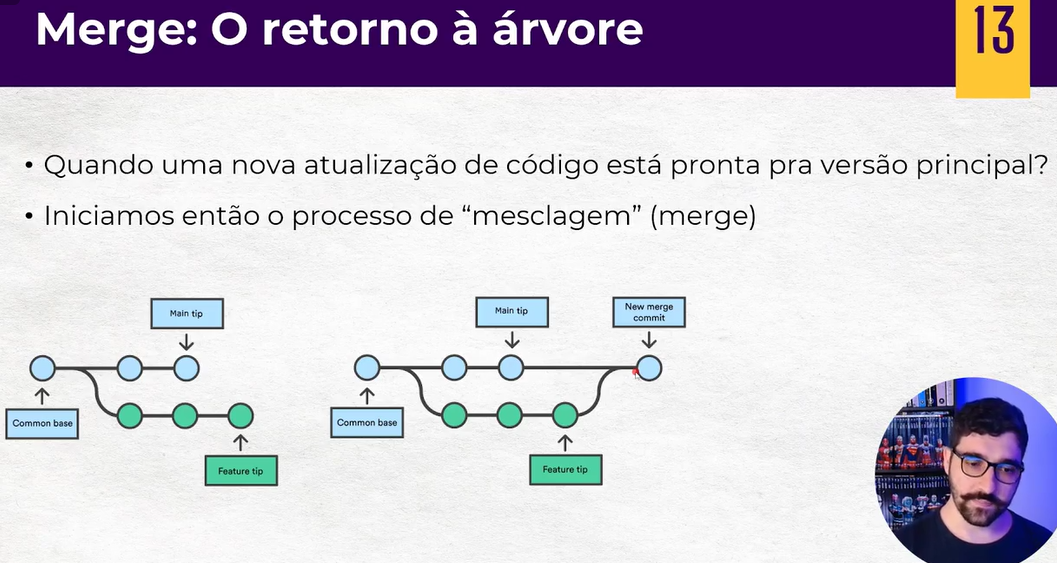 Merge: O retorno à árvore
13
• Quando uma nova atualização de código está pronta pra versão principal?
• Iniciamos então o processo de “mesclagem” (merge)
Main tip
Common base
Feature tip
Main tip
New merge
commit
Common base
Feature tip